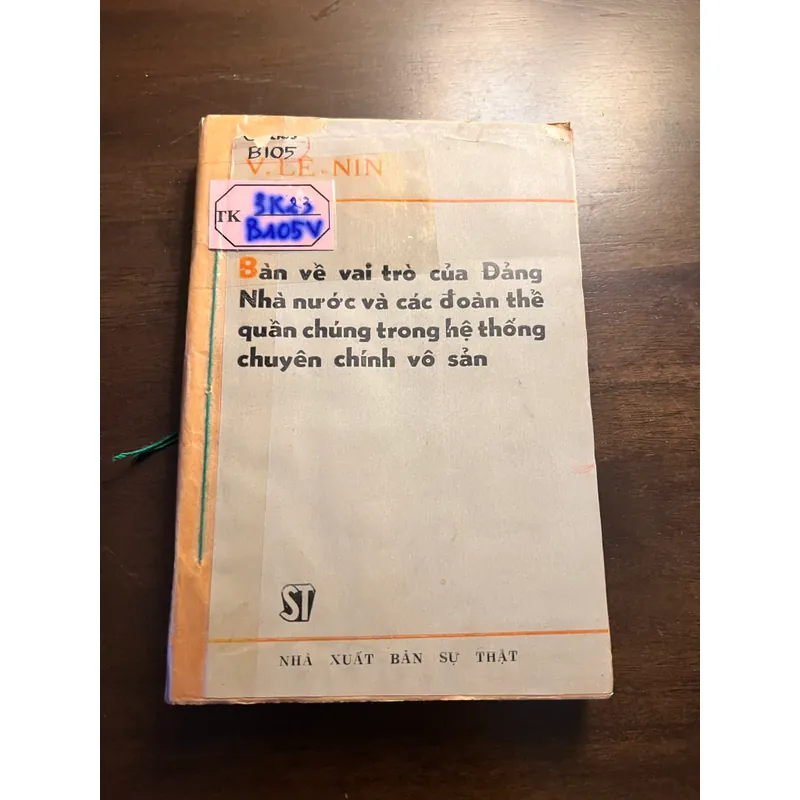 B105
V. LÊ-NIN
TK 3K23
B105V
Bàn về vai trò của Đảng
Nhà nước và các đoàn thể
quần chúng trong hệ thống
chuyên chính vô sản
ST
NHÀ XUẤT BẢN SỰ THẬT